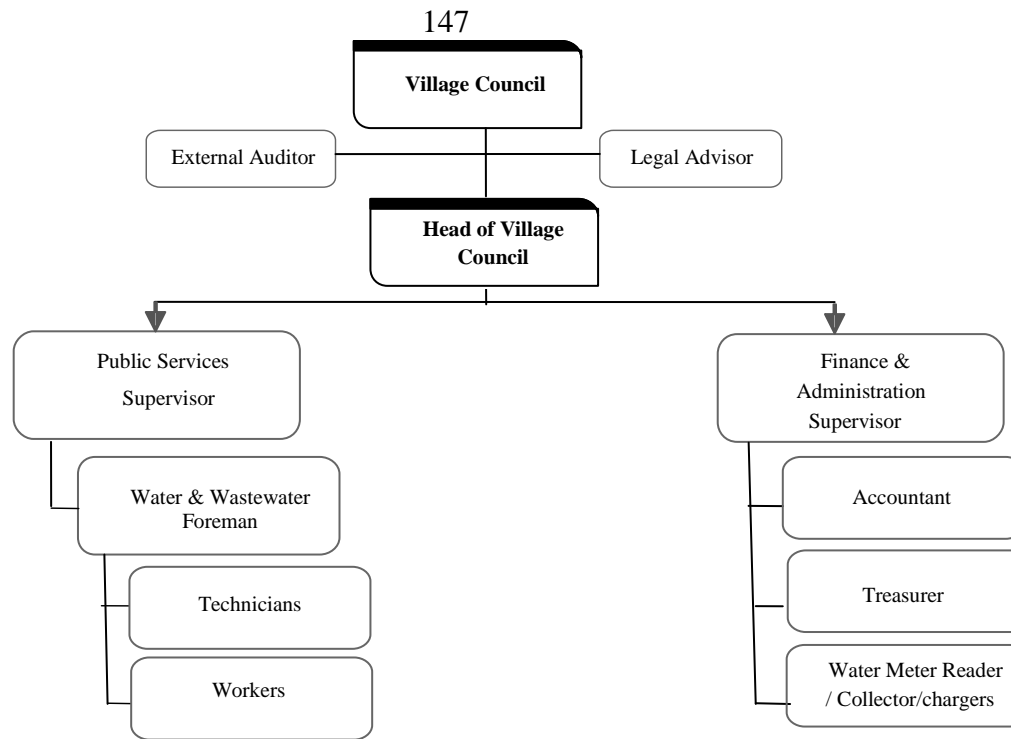 147
Village Council
External Auditor
Legal Advisor
Head of Village
Council
Public Services
Supervisor
Finance &
Administration
Supervisor
Water & Wastewater
Foreman
Accountant
Technicians
Treasurer
Workers
Water Meter Reader
/ Collector/chargers